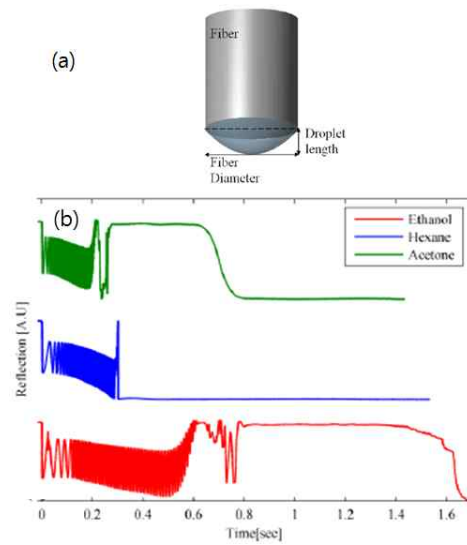 (a)
Fiber
Droplet
length
Fiber
Diameter
(b)
Ethanol
Hexane
Acetone
Reflection [A.U]
0 0.2 0.4 0.6 0.8 1 1.2 1.4 1.6
Time[sec]